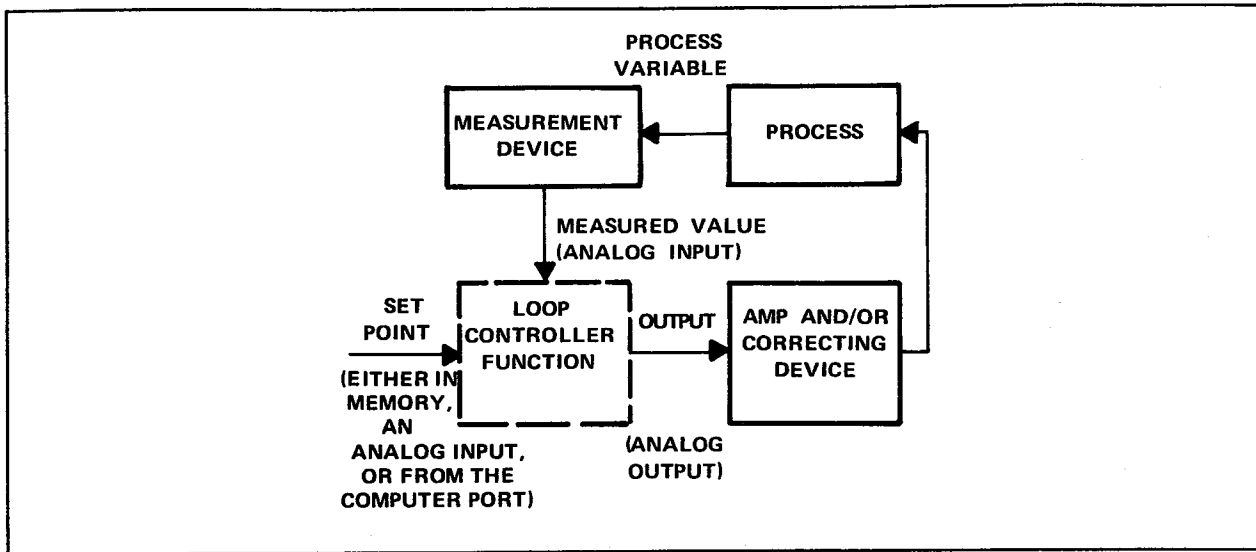 PROCESS
VARIABLE
MEASUREMENT
DEVICE
PROCESS
MEASURED VALUE
(ANALOG INPUT)
SET
POINT
(EITHER IN
MEMORY,
AN
ANALOG INPUT,
OR FROM THE
COMPUTER PORT)
LOOP
CONTROLLER
FUNCTION
OUTPUT
(ANALOG
OUTPUT)
AMP AND/OR
CORRECTING
DEVICE